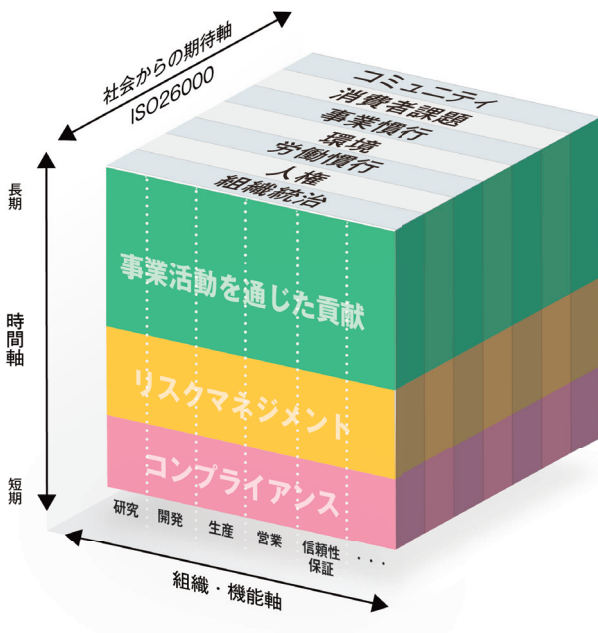 社会からの期待軸
ISO26000
コミュニティ
消費者課題
事業慣行
環境
労働慣行
人権
組織統治
長期
時間軸
短期
事業活動を通じた貢献
リスクマネジメント
コンプライアンス
研究
開発
生産
営業
信頼性
保証
・・・
組織・機能軸